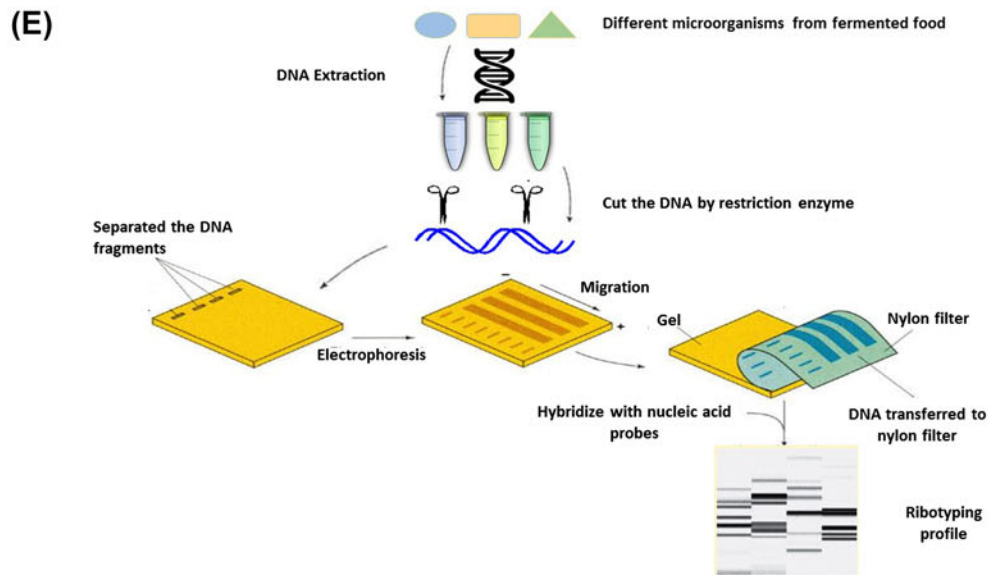 (E)
Different microorganisms from fermented food
DNA Extraction
Cut the DNA by restriction enzyme
Separated the DNA
fragments
−
Migration
+
Electrophoresis
Gel
Nylon filter
Hybridize with nucleic acid
probes
DNA transferred to
nylon filter
Ribotyping
profile